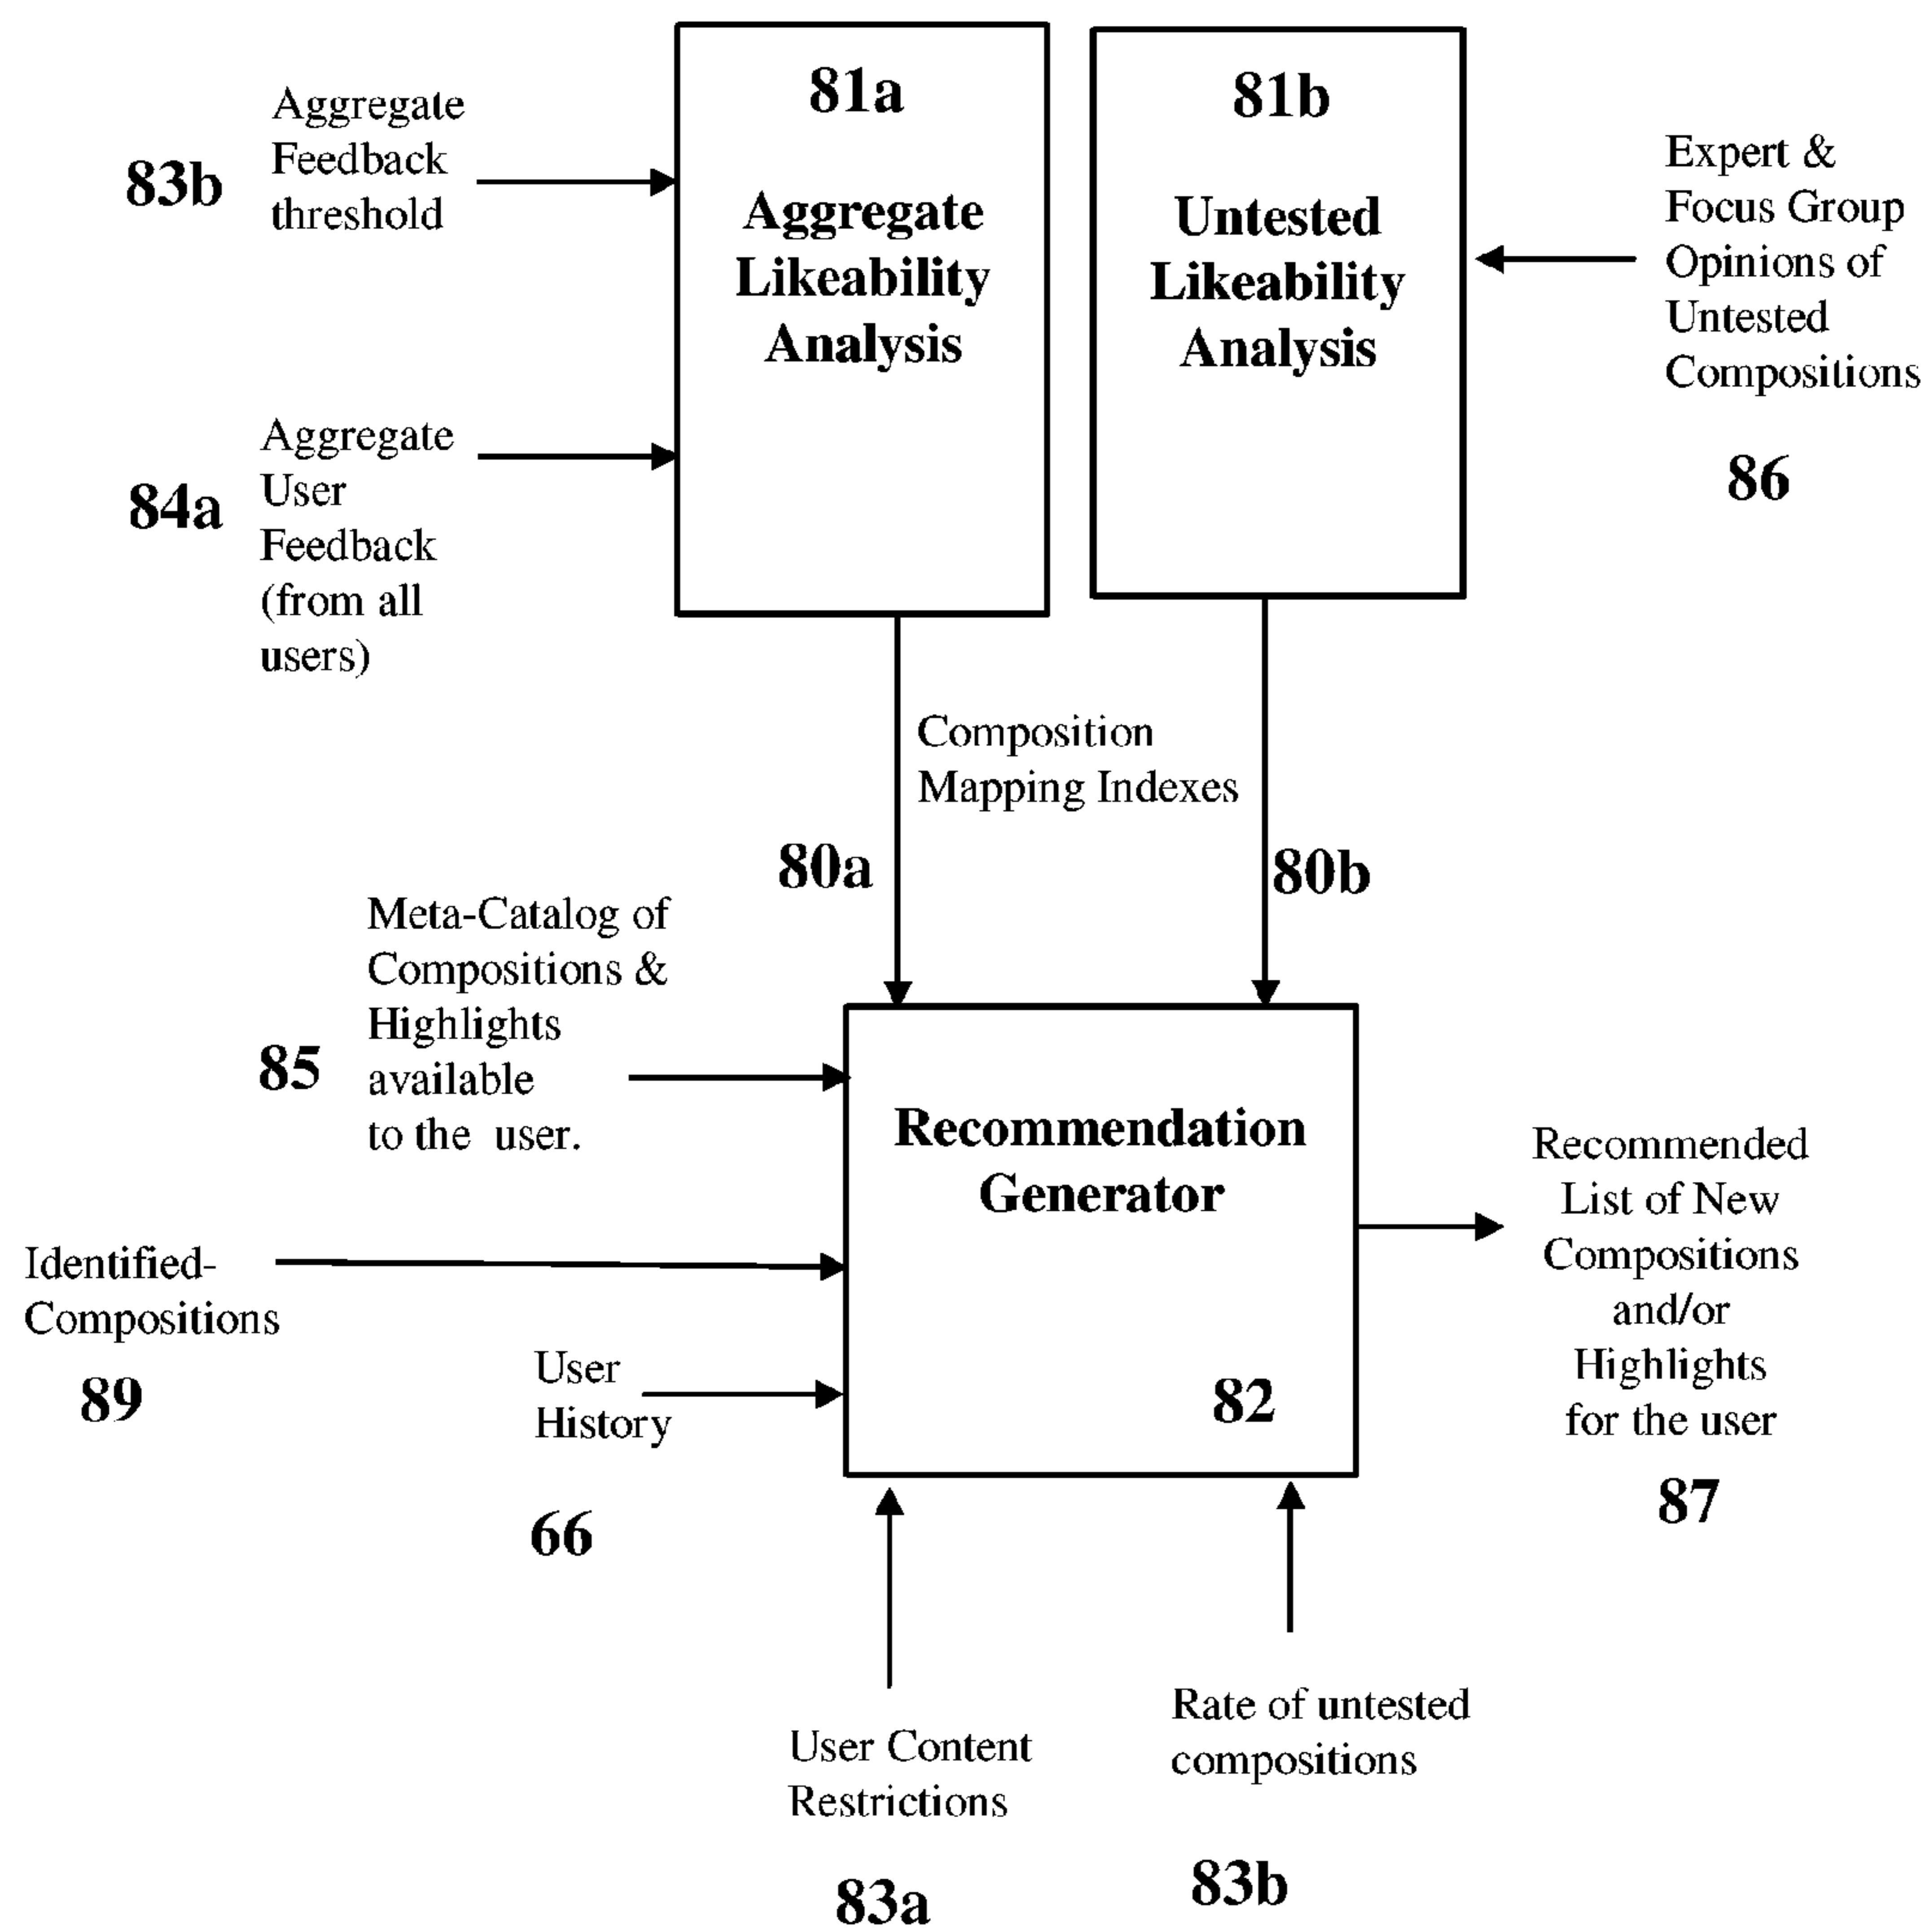 81a
Aggregate
Likeability
Analysis
81b
Untested
Likeability
Analysis
83b
Aggregate
Feedback
threshold
84a
Aggregate
User
Feedback
(from all
users)
Expert &
Focus Group
Opinions of
Untested
Compositions
86
Composition
Mapping Indexes
80a
80b
Meta-Catalog of
Compositions &
Highlights
available
to the user.
85
Recommendation
Generator
82
Identified-
Compositions
89
User
History
66
Recommended
List of New
Compositions
and/or
Highlights
for the user
87
User Content
Restrictions
83a
Rate of untested
compositions
83b